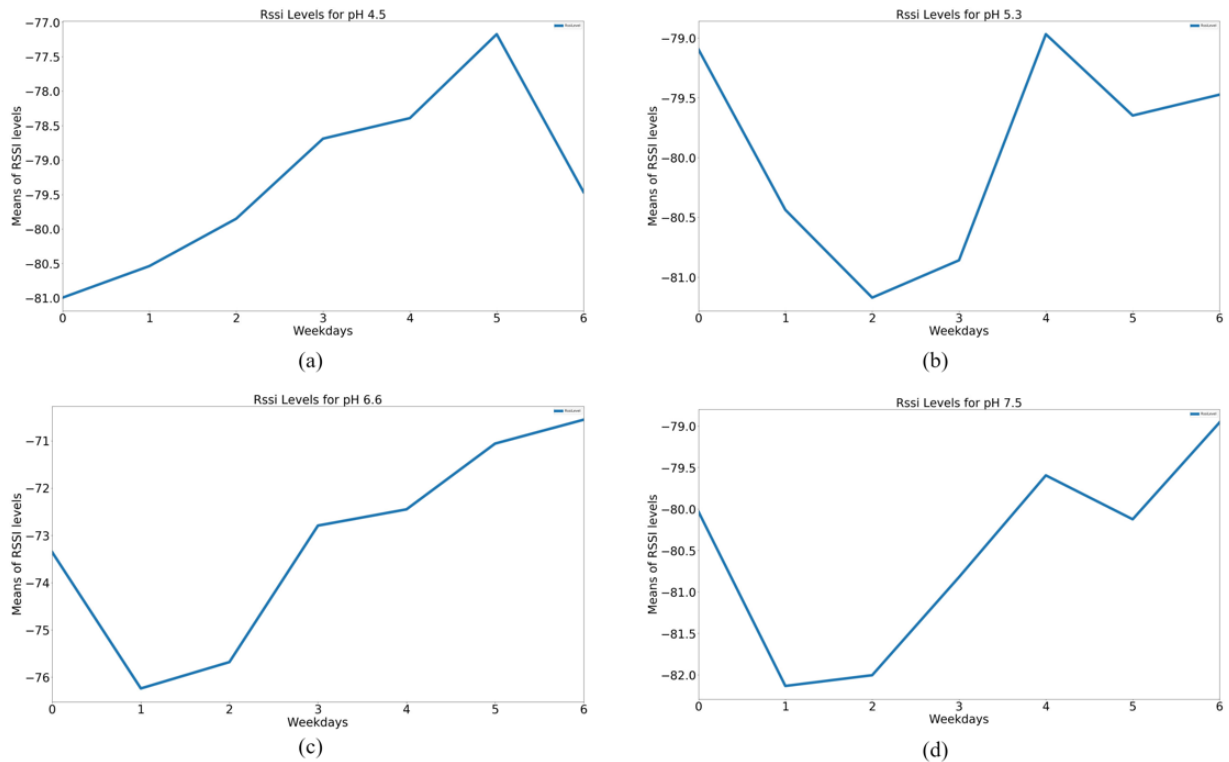 Rssi Levels for pH 4.5
−77.0
−77.5
−78.0
−78.5
−79.0
−79.5
−80.0
−80.5
−81.0
Means of RSSI levels
0 1 2 3 4 5 6
Weekdays
(a)
Rssi Levels for pH 5.3
−79.0
−79.5
−80.0
−80.5
−81.0
Means of RSSI levels
0 1 2 3 4 5 6
Weekdays
(b)
Rssi Levels for pH 6.6
−71
−72
−73
−74
−75
−76
Means of RSSI levels
0 1 2 3 4 5 6
Weekdays
(c)
Rssi Levels for pH 7.5
−79.0
−79.5
−80.0
−80.5
−81.0
−81.5
−82.0
Means of RSSI levels
0 1 2 3 4 5 6
Weekdays
(d)